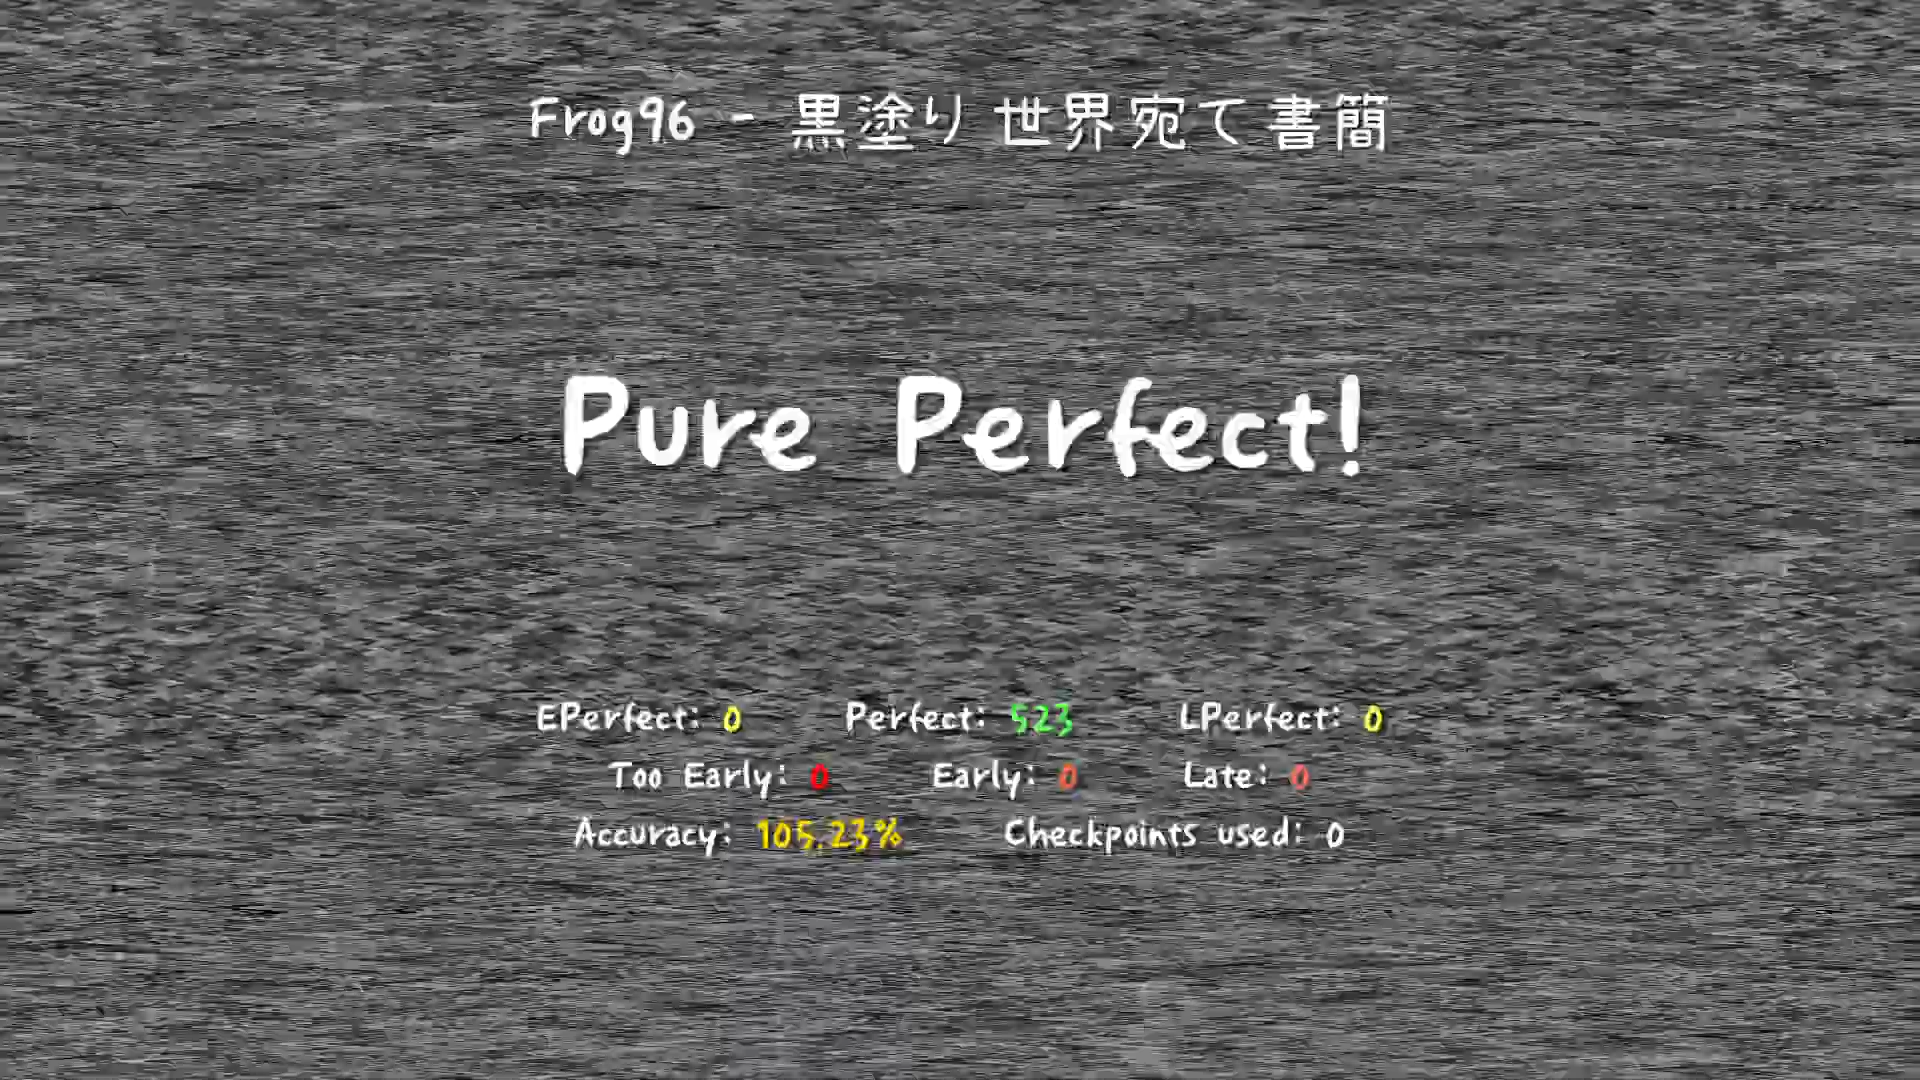 Frog96 - 黒塗り世界宛て書簡
Pure Perfect!
EPerfect: 0 Perfect: 523 LPerfect: 0
Too Early: 0 Early: 0 Late: 0
Accuracy: 105.23% Checkpoints used: 0